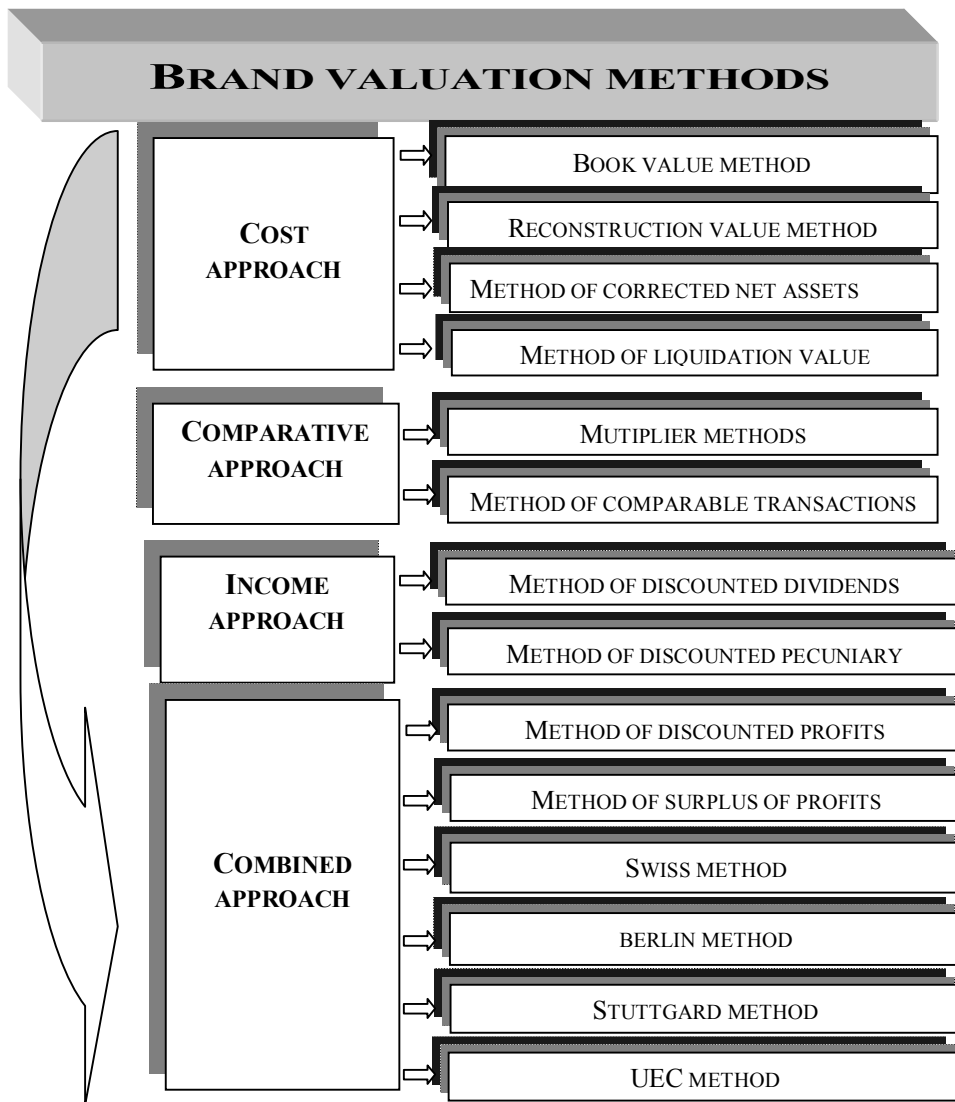 BRAND VALUATION METHODS
COST
APPROACH
BOOK VALUE METHOD
RECONSTRUCTION VALUE METHOD
METHOD OF CORRECTED NET ASSETS
METHOD OF LIQUIDATION VALUE
COMPARATIVE
APPROACH
MUTIPLIER METHODS
METHOD OF COMPARABLE TRANSACTIONS
INCOME
APPROACH
METHOD OF DISCOUNTED DIVIDENDS
METHOD OF DISCOUNTED PECUNIARY
COMBINED
APPROACH
METHOD OF DISCOUNTED PROFITS
METHOD OF SURPLUS OF PROFITS
SWISS METHOD
BERLIN METHOD
STUTTGARD METHOD
UEC METHOD